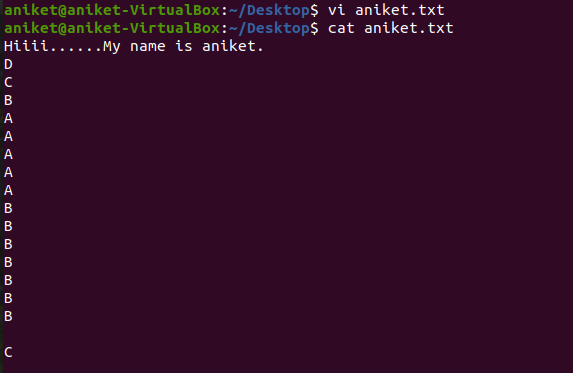 aniket@aniket-VirtualBox:~/Desktop$ vi aniket.txt
aniket@aniket-VirtualBox:~/Desktop$ cat aniket.txt
Hiiii......My name is aniket.
D
C
B
A
A
A
A
A
B
B
B
B
B
B
B

C